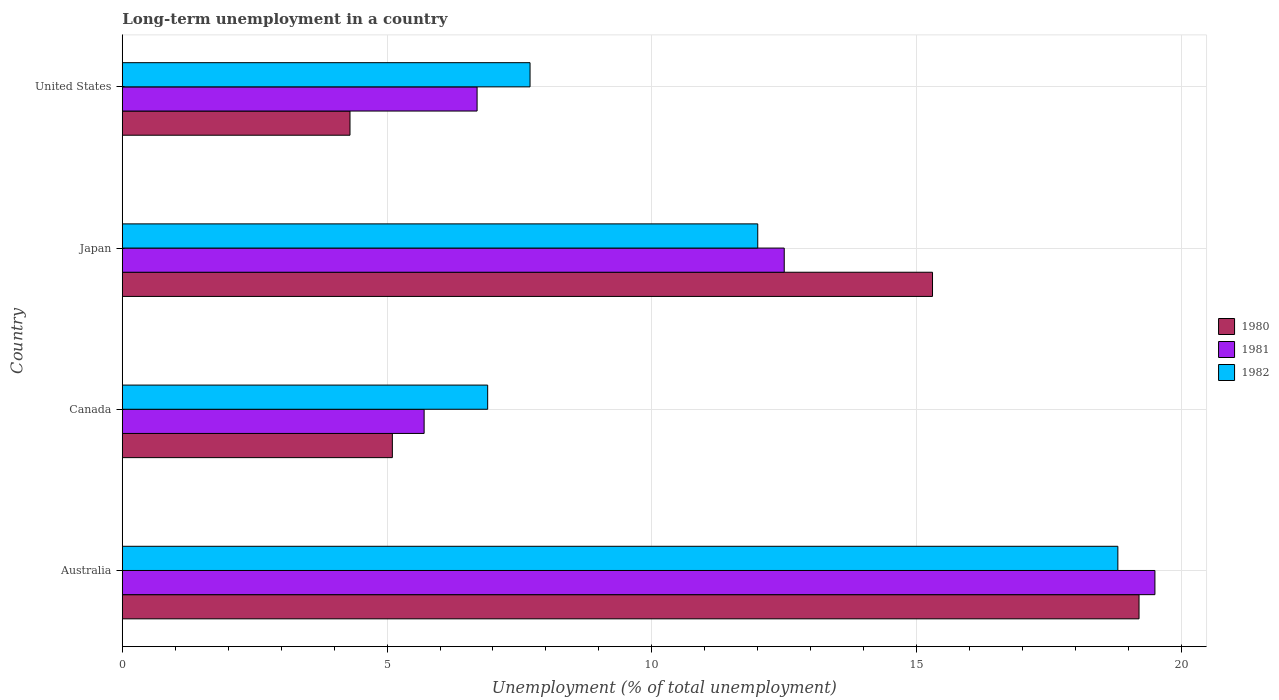 Long-term unemployment in a country
United States
Japan
Canada
Australia
Country
0
5
10
15
20
Unemployment (% of total unemployment)
1980
1981
1982